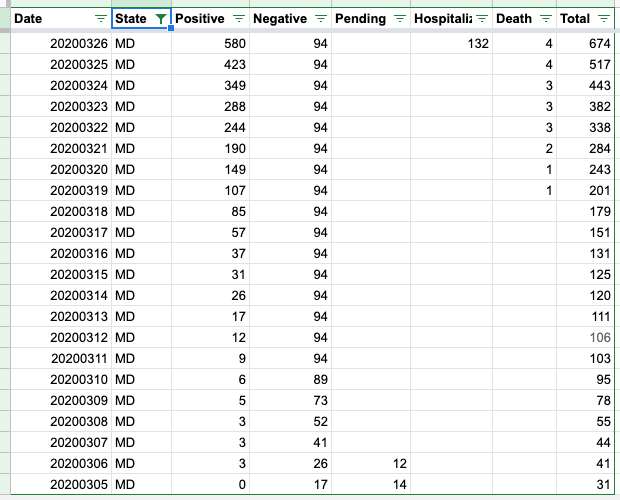 Date State Positive Negative Pending Hospitaliz Death Total
20200326 MD 580 94 132 4 674
20200325 MD 423 94 4 517
20200324 MD 349 94 3 443
20200323 MD 288 94 3 382
20200322 MD 244 94 3 338
20200321 MD 190 94 2 284
20200320 MD 149 94 1 243
20200319 MD 107 94 1 201
20200318 MD 85 94 179
20200317 MD 57 94 151
20200316 MD 37 94 131
20200315 MD 31 94 125
20200314 MD 26 94 120
20200313 MD 17 94 111
20200312 MD 12 94 106
20200311 MD 9 94 103
20200310 MD 6 89 95
20200309 MD 5 73 78
20200308 MD 3 52 55
20200307 MD 3 41 44
20200306 MD 3 26 12 41
20200305 MD 0 17 14 31